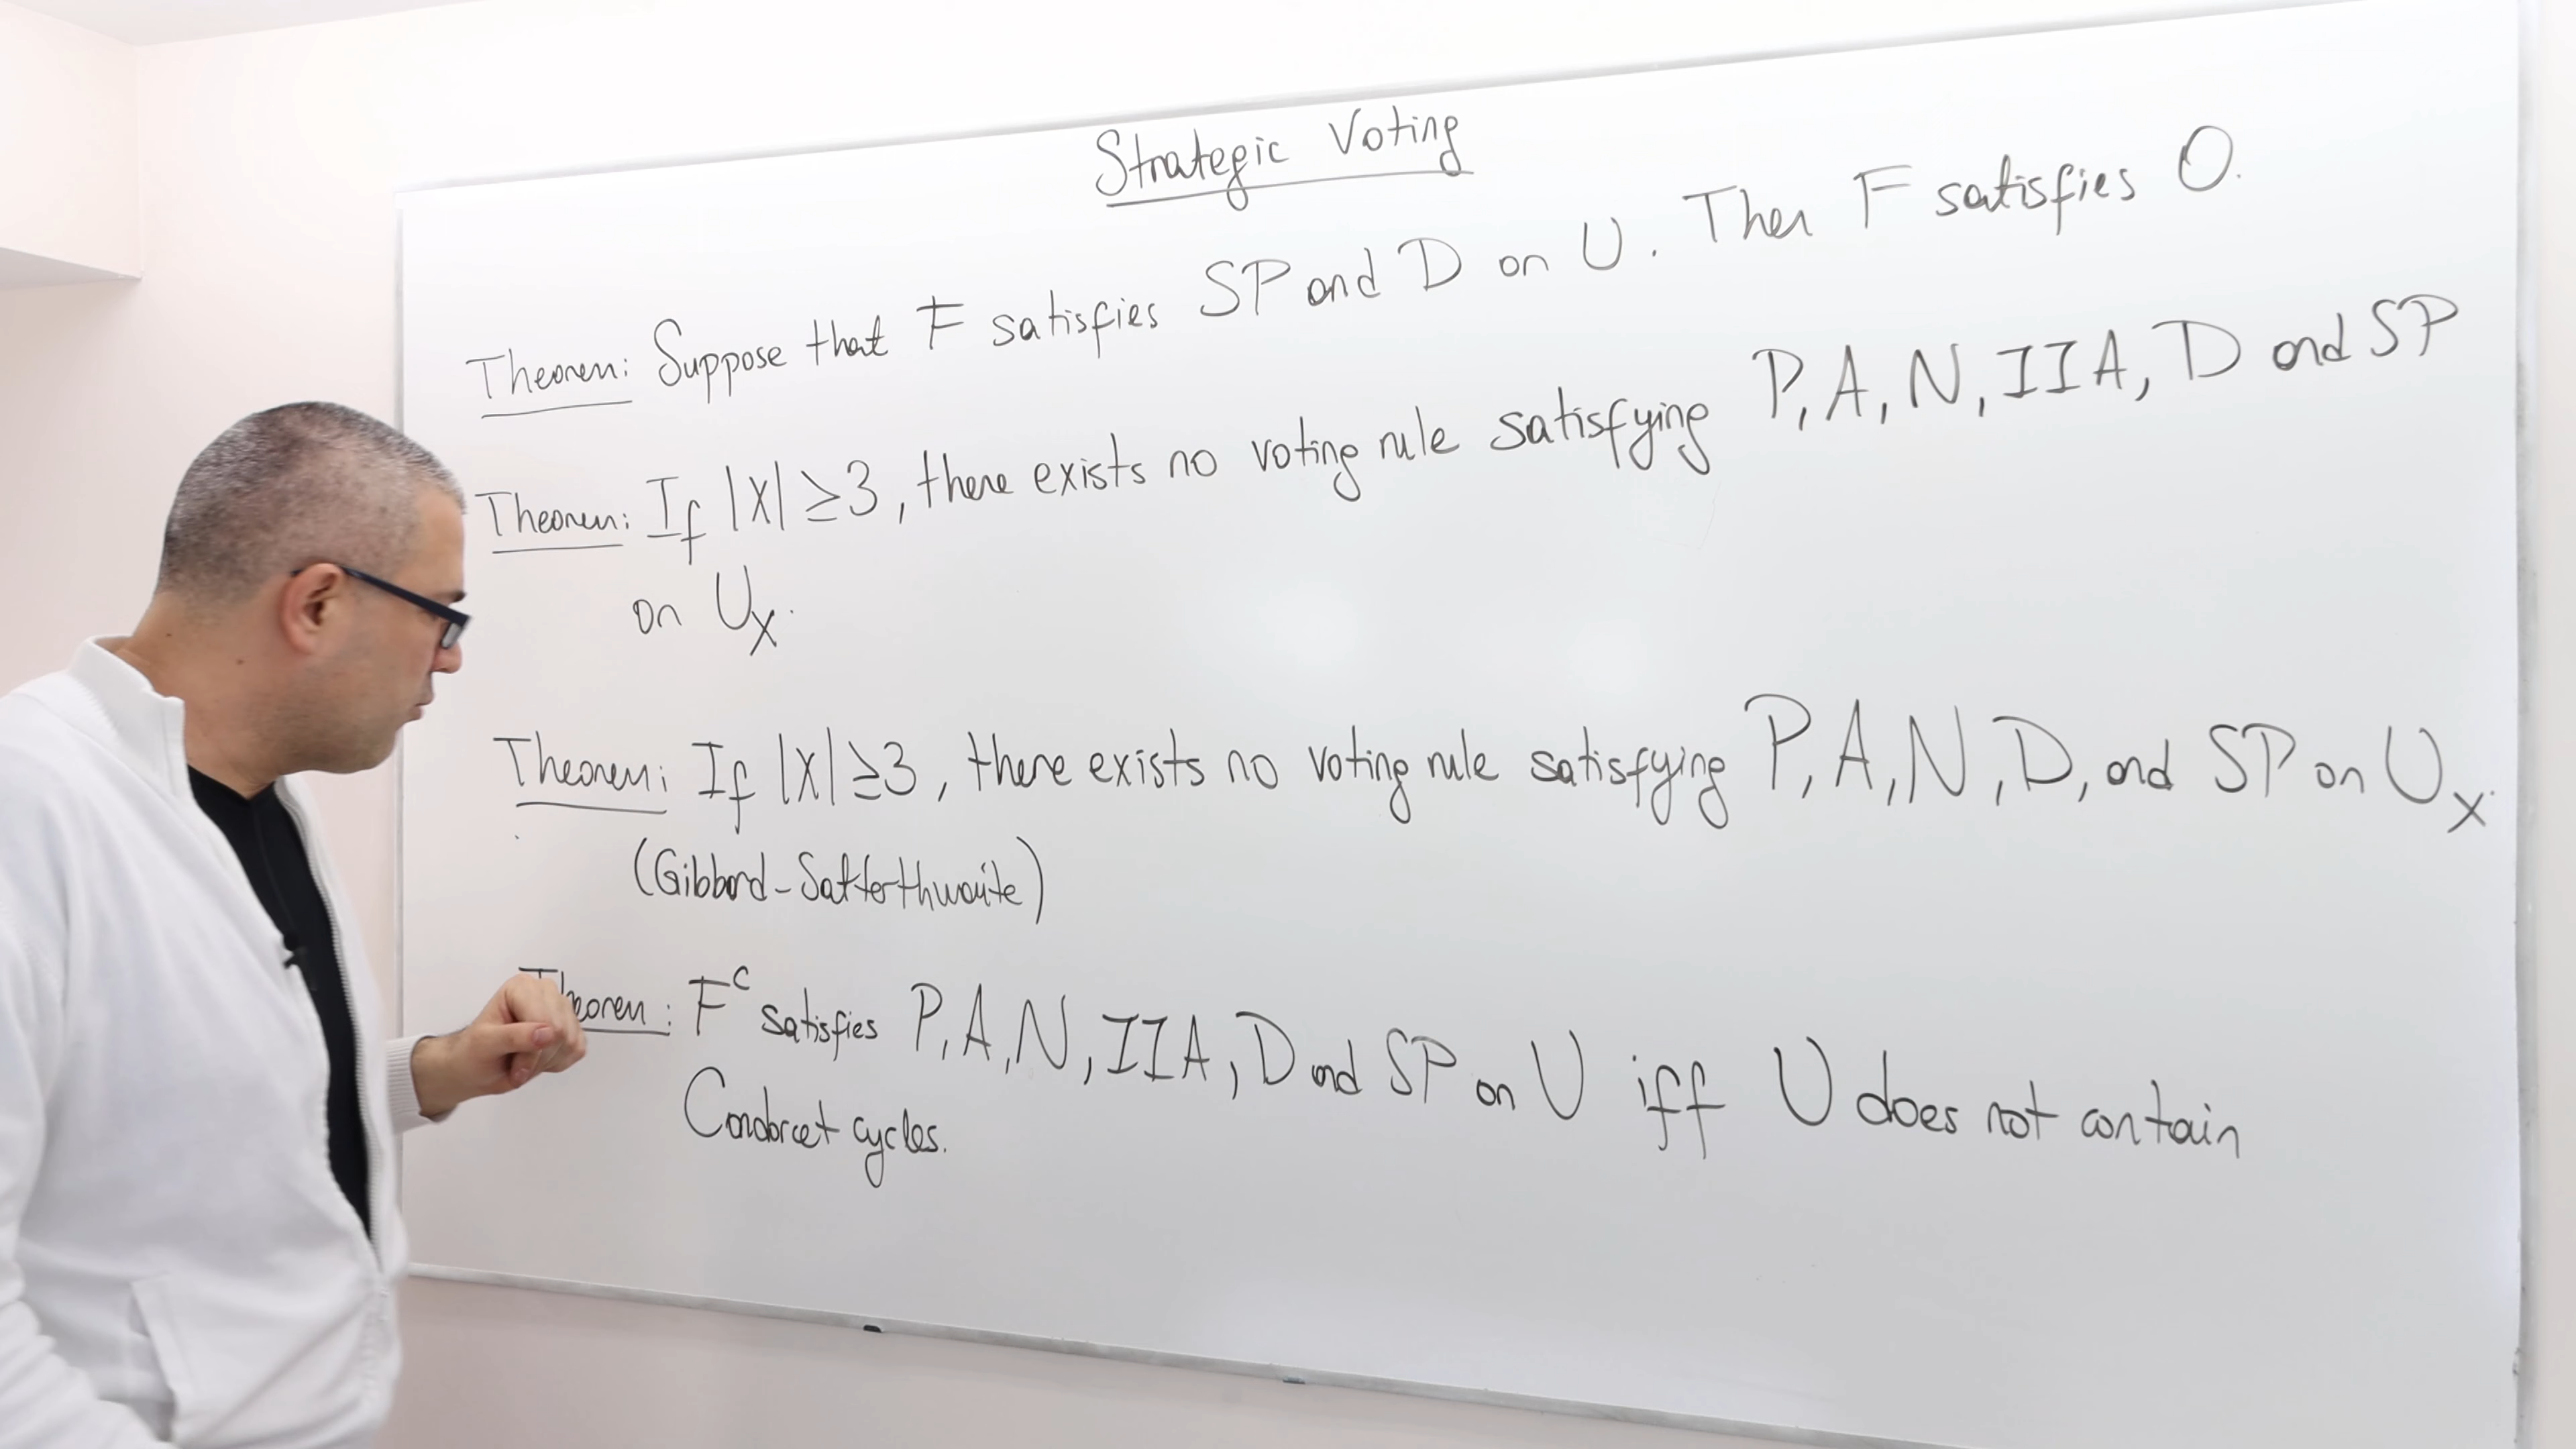 Strategic Voting
Theorem: Suppose that F satisfies SP and D on U. Then F satisfies O.
Theorem: If |X| ≥ 3, there exists no voting rule satisfying P, A, N, IIA, D and SP
on U_X.
Theorem: If |X| ≥ 3, there exists no voting rule satisfying P, A, N, D, and SP on U_X.
(Gibbard-Satterthwaite)
Theorem: F^C satisfies P, A, N, IIA, D and SP on U iff U does not contain
Condorcet cycles.